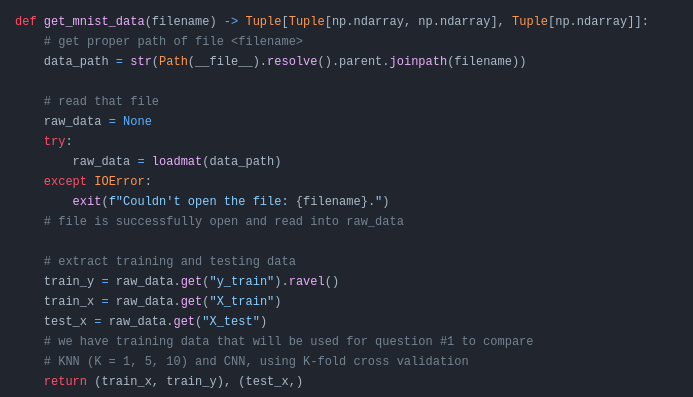 def get_mnist_data(filename) -> Tuple[Tuple[np.ndarray, np.ndarray], Tuple[np.ndarray]]:
    # get proper path of file <filename>
    data_path = str(Path(__file__).resolve().parent.joinpath(filename))

    # read that file
    raw_data = None
    try:
        raw_data = loadmat(data_path)
    except IOError:
        exit(f"Couldn't open the file: {filename}.")
    # file is successfully open and read into raw_data

    # extract training and testing data
    train_y = raw_data.get("y_train").ravel()
    train_x = raw_data.get("X_train")
    test_x = raw_data.get("X_test")
    # we have training data that will be used for question #1 to compare
    # KNN (K = 1, 5, 10) and CNN, using K-fold cross validation
    return (train_x, train_y), (test_x,)